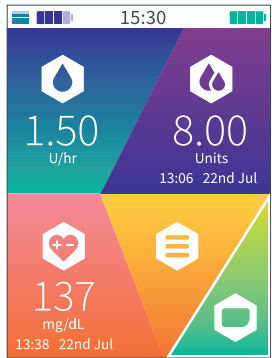 15:30
1.50
U/hr
8.00
Units
13:06 22nd Jul
137
mg/dL
13:38 22nd Jul